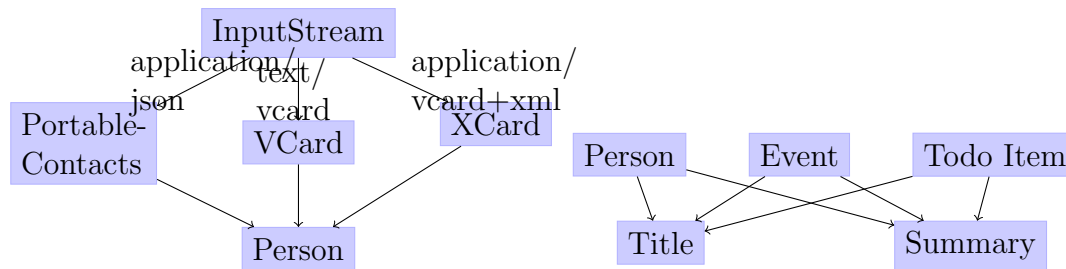 InputStream
application/
json
text/
vcard
application/
vcard+xml
Portable-
Contacts
VCard
XCard
Person
Person
Event
Todo Item
Title
Summary